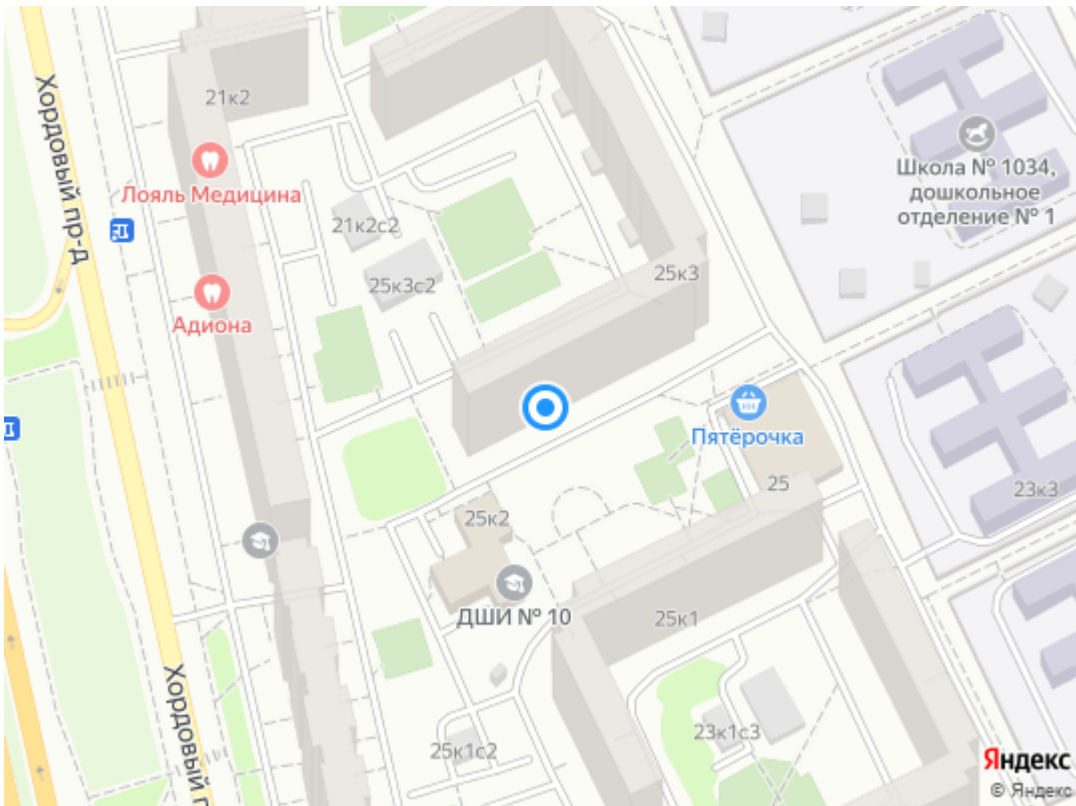 21к2
Хордовый пр-д
Лояль Медицина
Школа № 1034,
дошкольное
отделение № 1
21к2с2
25к3
25к3с2
Адиона
Пятёрочка
25
23к3
25к2
ДШИ № 10
25к1
Хордовый п
23к1с3
25к1с2
Яндекс
© Яндекс